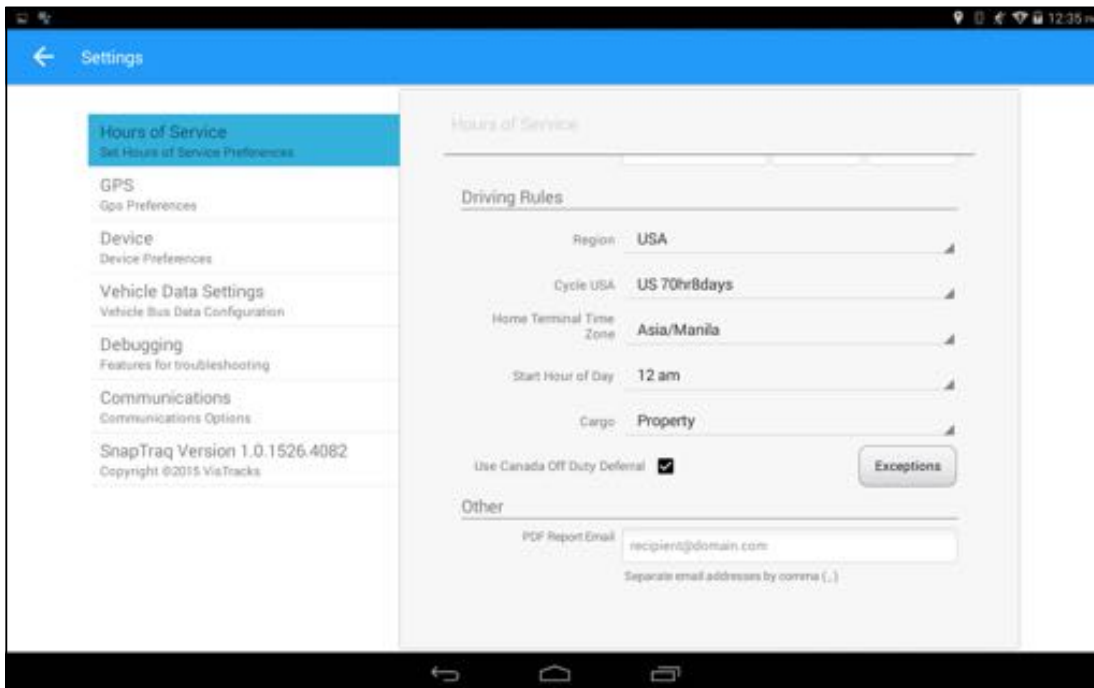 12:35 PM
Settings
Hours of Service
Set Hours of Service Preferences
GPS
Gps Preferences
Device
Device Preferences
Vehicle Data Settings
Vehicle Bus Data Configuration
Debugging
Features for troubleshooting
Communications
Communications Options
SnapTraq Version 1.0.1526.4082
Copyright ©2015 VisTracks
Hours of Service
Driving Rules
Region USA
Cycle USA US 70hr8days
Home Terminal Time
Zone Asia/Manila
Start Hour of Day 12 am
Cargo Property
Use Canada Off Duty Deferral Exceptions
Other
PDF Report Email
recipient@domain.com
Separate email addresses by comma (,)